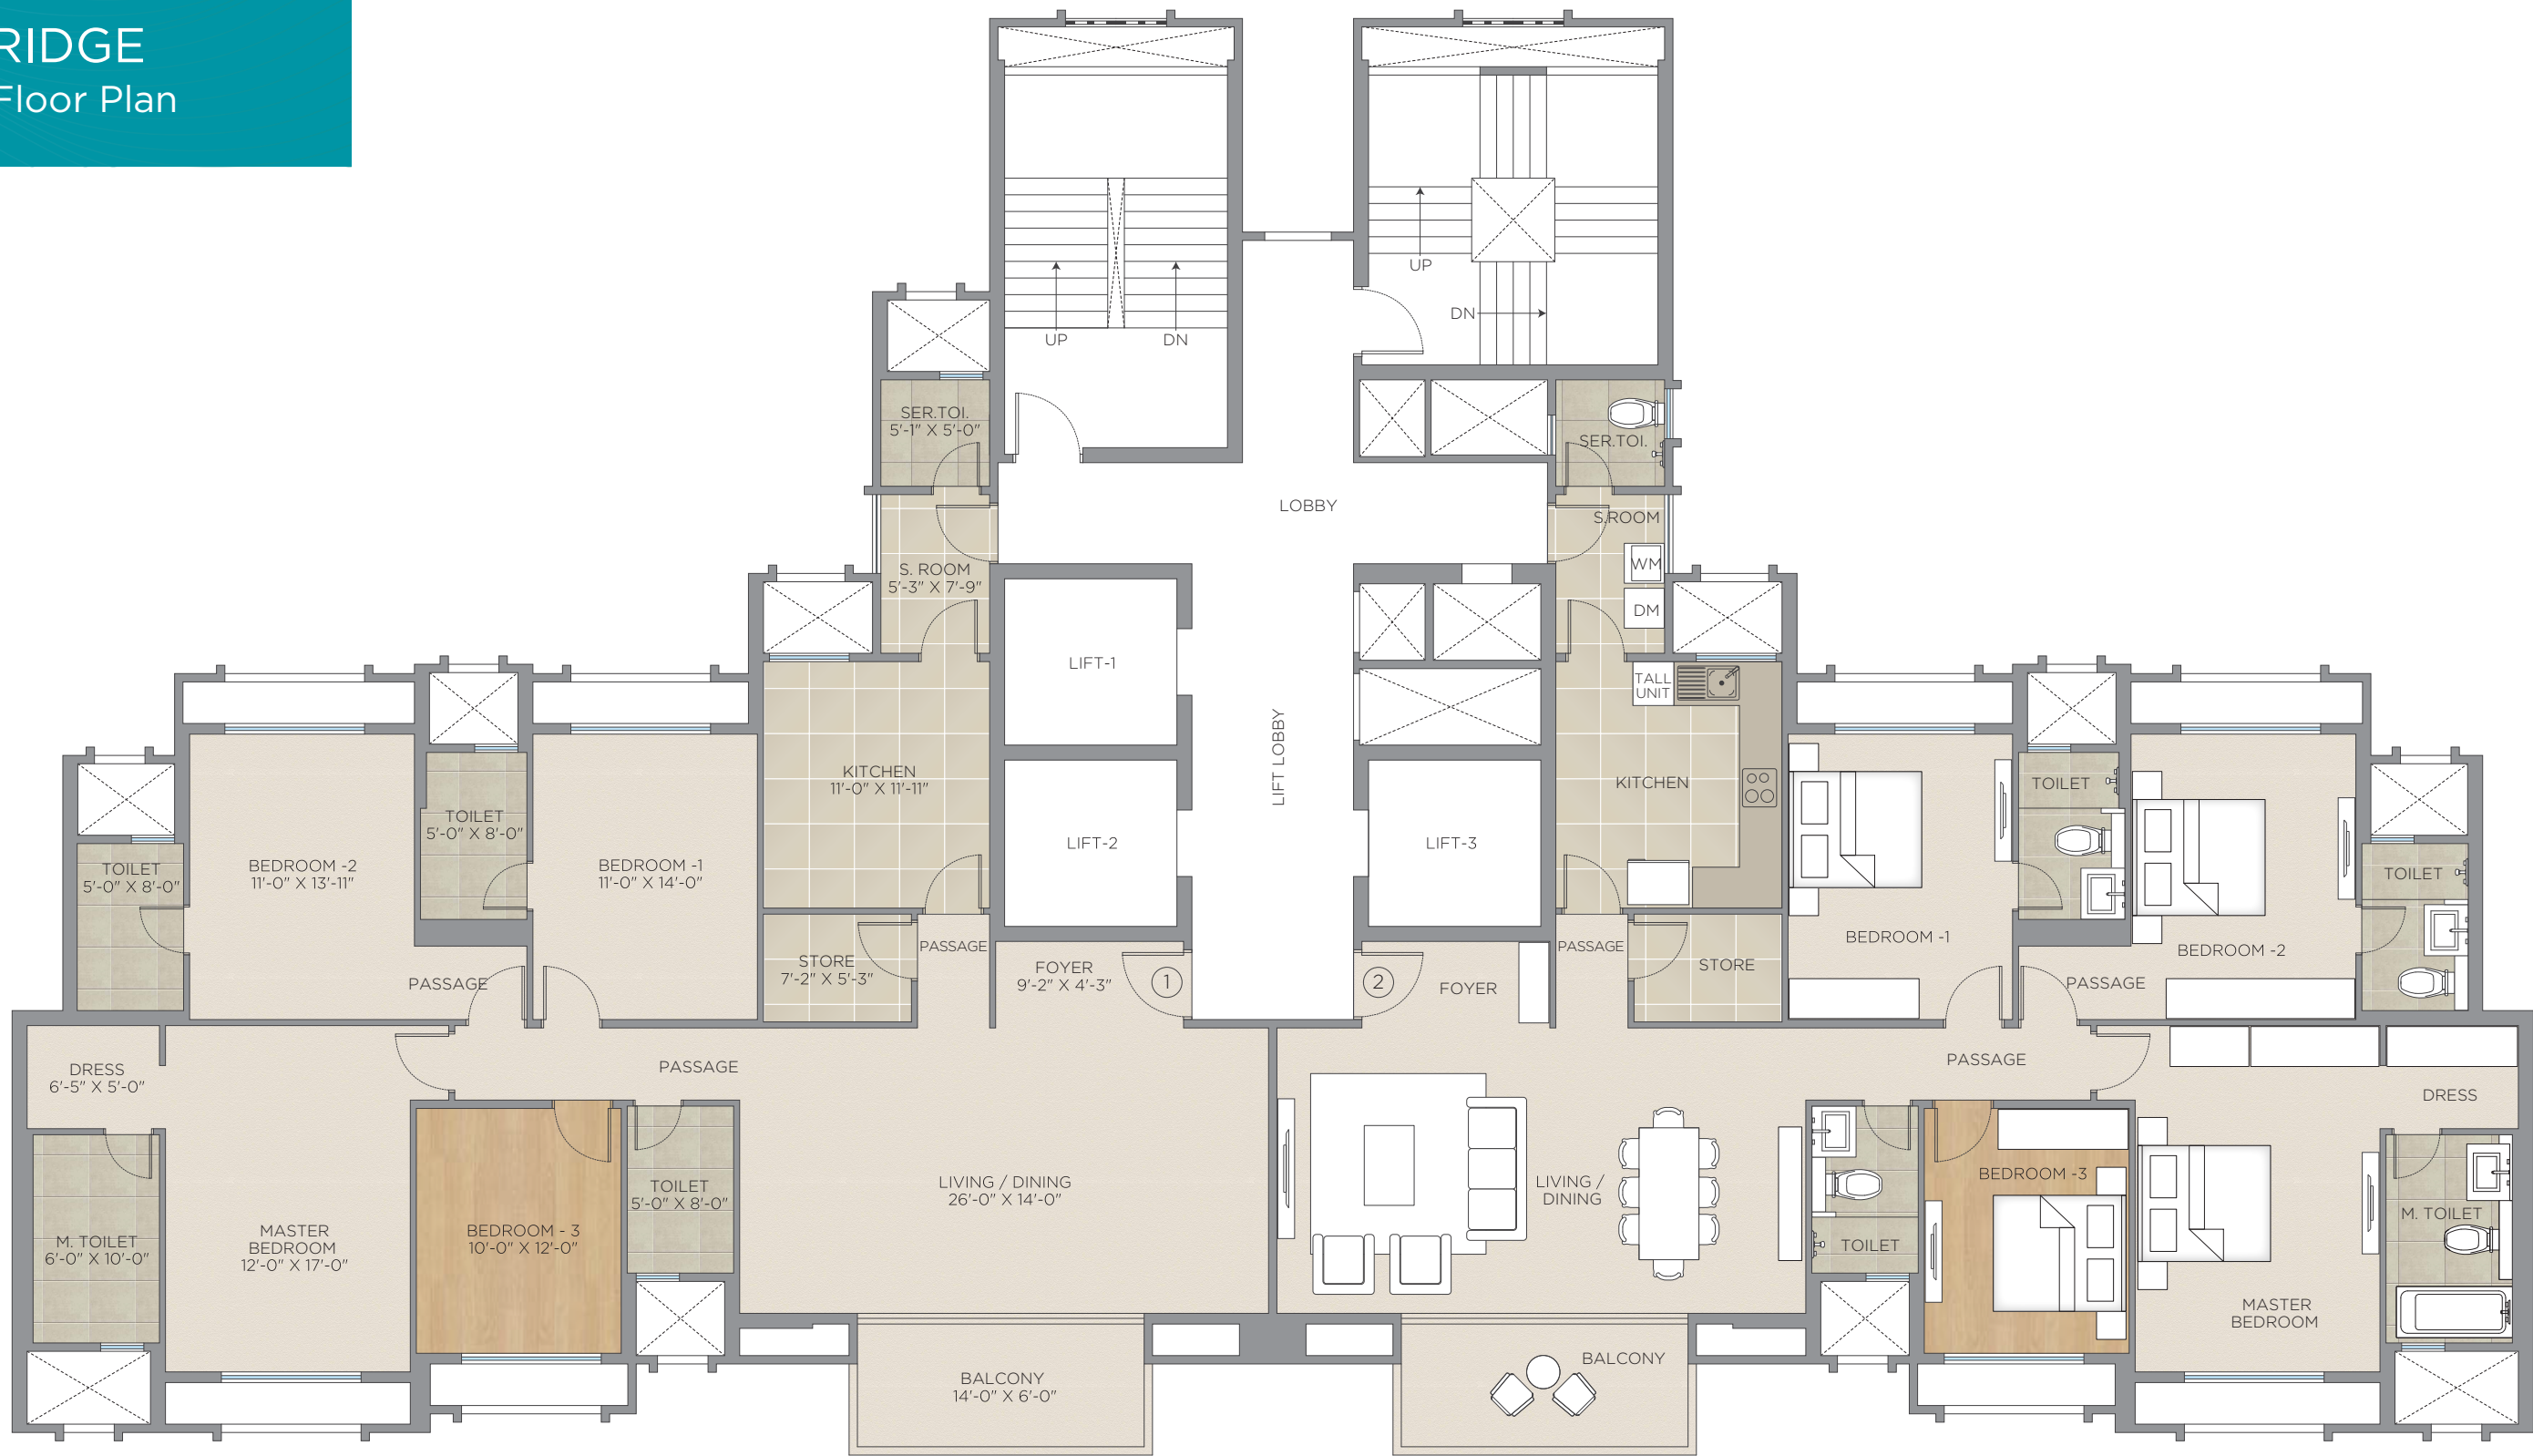 RIDGE
Floor Plan
UP
DN
UP
DN
SER.TOI.
5'-1" X 5'-0"
SER.TOI.
LOBBY
S. ROOM
5'-3" X 7'-9"
S.ROOM
WM
DM
LIFT-1
TALL
UNIT
LIFT LOBBY
KITCHEN
11'-0" X 11'-11"
KITCHEN
LIFT-2
LIFT-3
TOILET
5'-0" X 8'-0"
BEDROOM -2
11'-0" X 13'-11"
TOILET
5'-0" X 8'-0"
BEDROOM -1
11'-0" X 14'-0"
TOILET
TOILET
BEDROOM -1
BEDROOM -2
PASSAGE
STORE
7'-2" X 5'-3"
PASSAGE
FOYER
9'-2" X 4'-3"
1
2
FOYER
PASSAGE
STORE
PASSAGE
DRESS
6'-5" X 5'-0"
PASSAGE
PASSAGE
DRESS
M. TOILET
6'-0" X 10'-0"
MASTER
BEDROOM
12'-0" X 17'-0"
BEDROOM - 3
10'-0" X 12'-0"
TOILET
5'-0" X 8'-0"
LIVING / DINING
26'-0" X 14'-0"
LIVING /
DINING
TOILET
BEDROOM -3
M. TOILET
MASTER
BEDROOM
BALCONY
14'-0" X 6'-0"
BALCONY